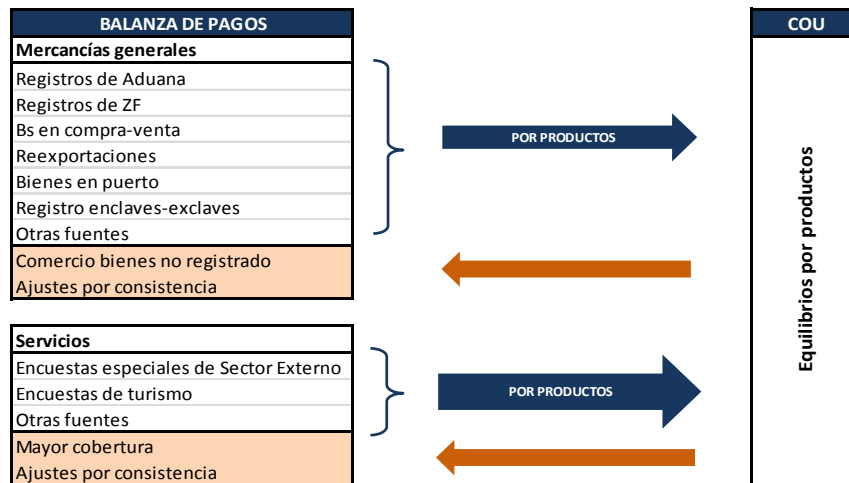 BALANZA DE PAGOS
Mercancías generales
Registros de Aduana
Registros de ZF
Bs en compra-venta
Reexportaciones
Bienes en puerto
Registro enclaves-exclaves
Otras fuentes
Comercio bienes no registrado
Ajustes por consistencia
POR PRODUCTOS
Servicios
Encuestas especiales de Sector Externo
Encuestas de turismo
Otras fuentes
Mayor cobertura
Ajustes por consistencia
POR PRODUCTOS
COU
Equilibrios por productos